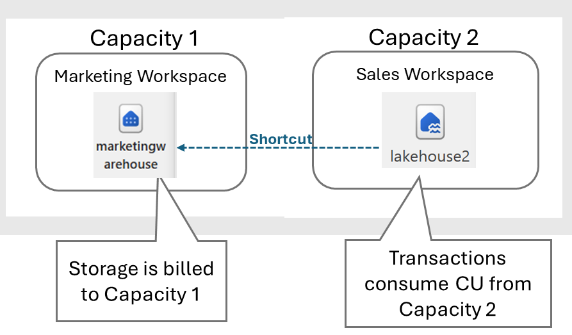 Capacity 1
Capacity 2
Marketing Workspace
Sales Workspace
marketingw
arehouse
Shortcut
lakehouse2
Storage is billed
to Capacity 1
Transactions
consume CU from
Capacity 2